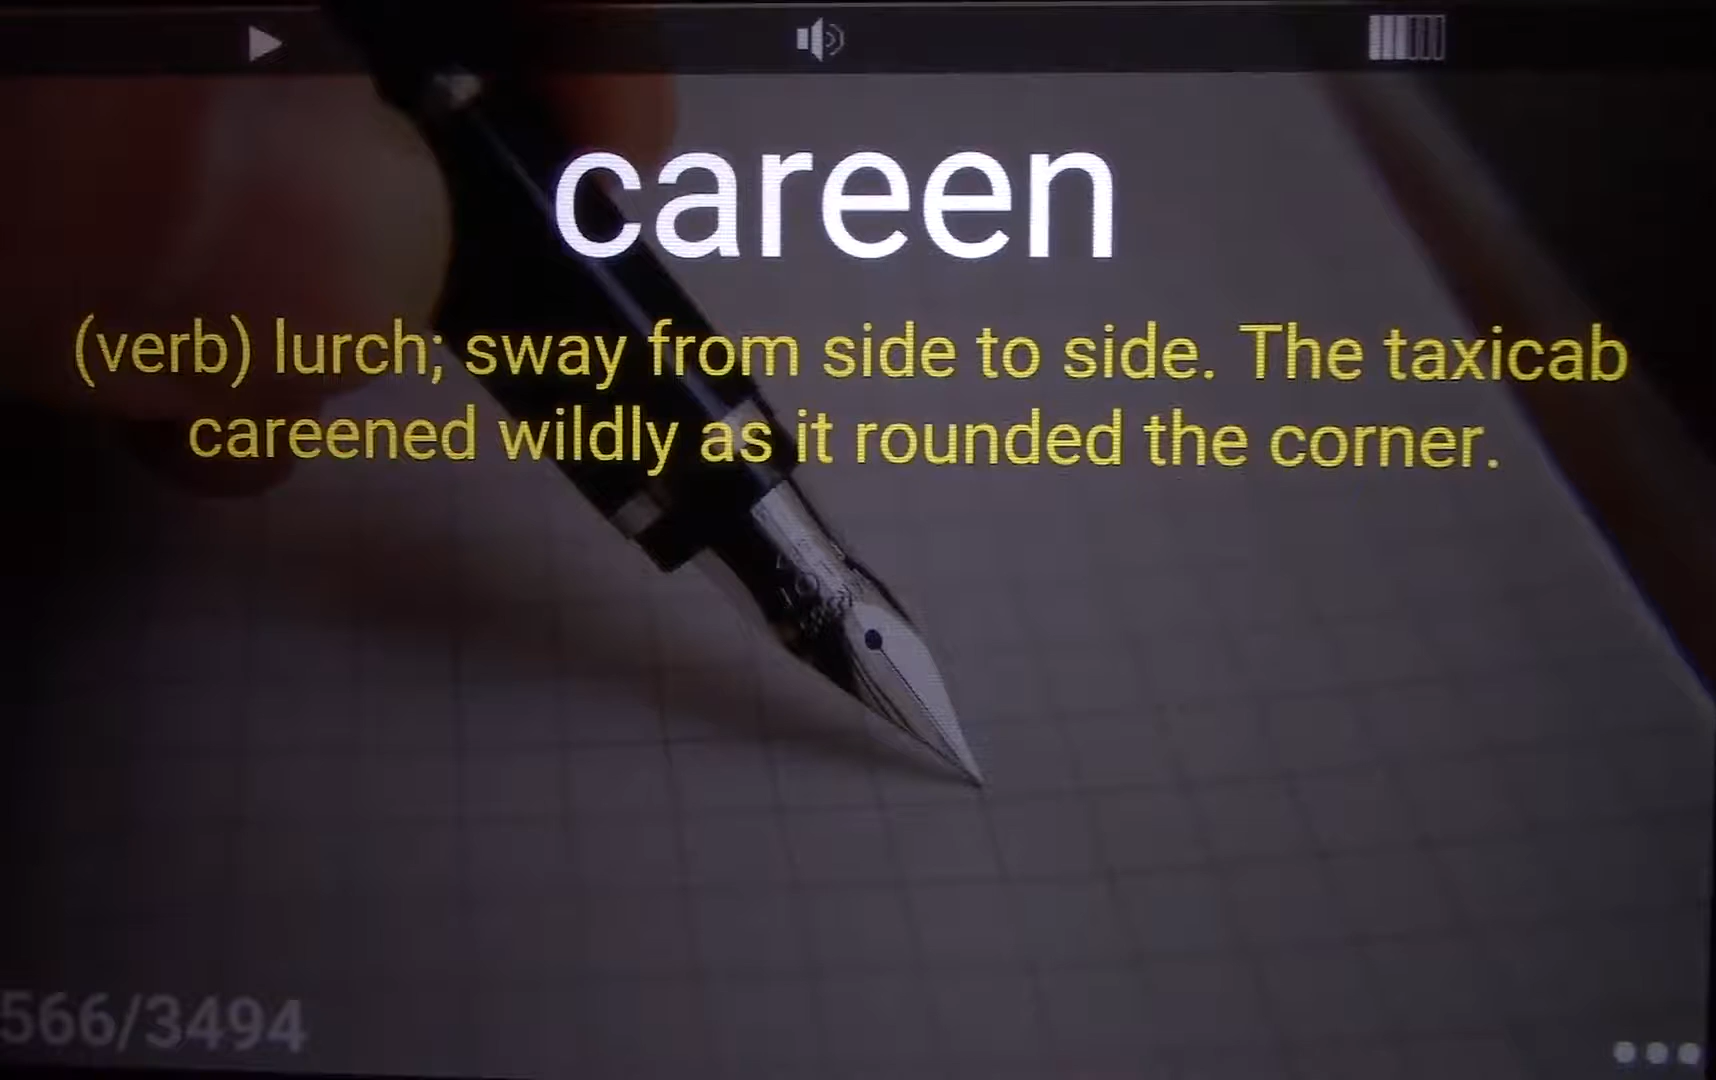 careen
(verb) lurch; sway from side to side. The taxicab
careened wildly as it rounded the corner.
566/3494